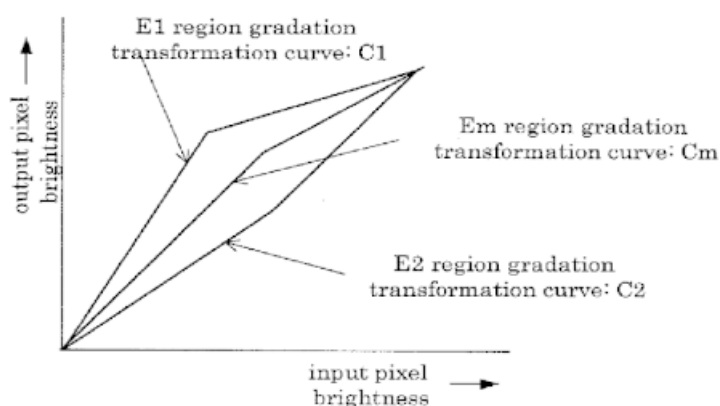 E1 region gradation
transformation curve: C1
output pixel
brightness
Em region gradation
transformation curve: Cm
E2 region gradation
transformation curve: C2
input pixel
brightness